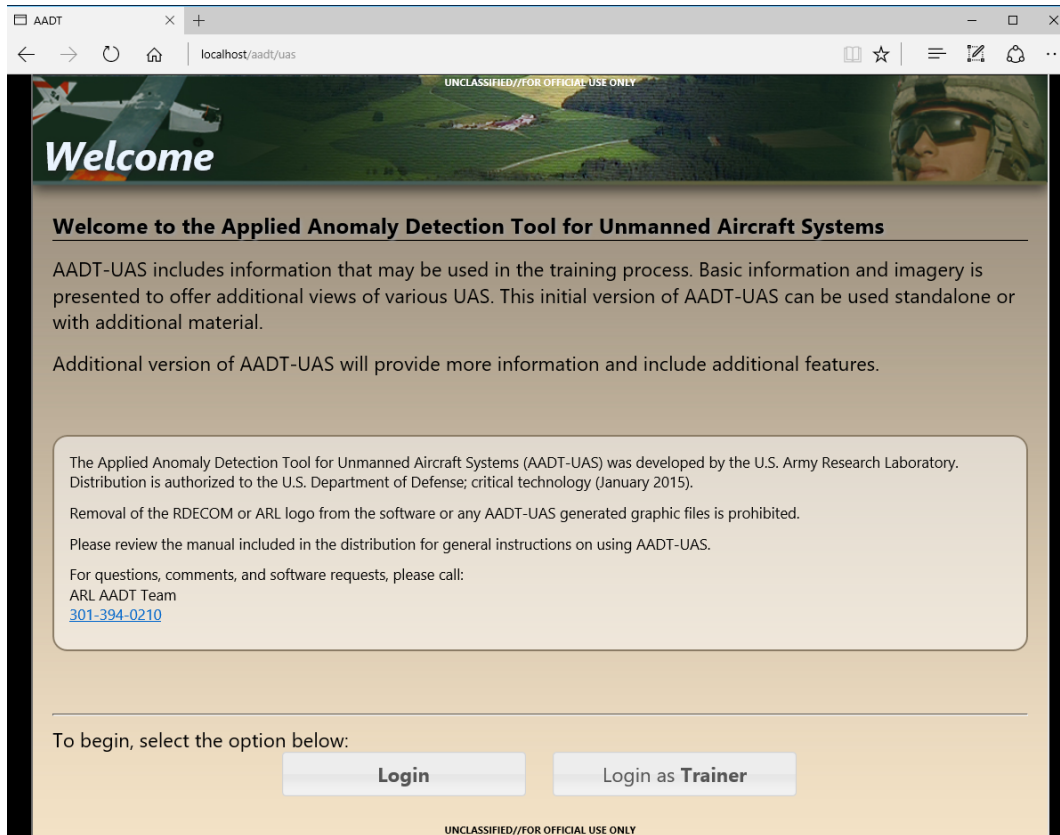 AADT
localhost/aadt/uas
UNCLASSIFIED//FOR OFFICIAL USE ONLY
Welcome
Welcome to the Applied Anomaly Detection Tool for Unmanned Aircraft Systems
AADT-UAS includes information that may be used in the training process. Basic information and imagery is
presented to offer additional views of various UAS. This initial version of AADT-UAS can be used standalone or
with additional material.
Additional version of AADT-UAS will provide more information and include additional features.
The Applied Anomaly Detection Tool for Unmanned Aircraft Systems (AADT-UAS) was developed by the U.S. Army Research Laboratory.
Distribution is authorized to the U.S. Department of Defense; critical technology (January 2015).
Removal of the RDECOM or ARL logo from the software or any AADT-UAS generated graphic files is prohibited.
Please review the manual included in the distribution for general instructions on using AADT-UAS.
For questions, comments, and software requests, please call:
ARL AADT Team
301-394-0210
To begin, select the option below:
Login
Login as Trainer
UNCLASSIFIED//FOR OFFICIAL USE ONLY